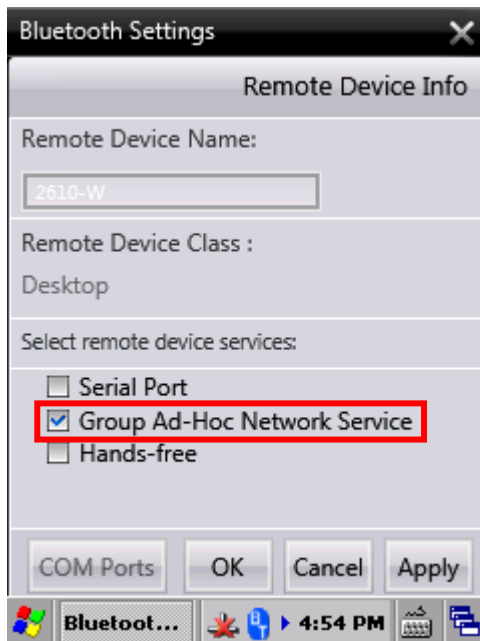 Bluetooth Settings
Remote Device Info
Remote Device Name:
2610-W
Remote Device Class :
Desktop
Select remote device services:
Serial Port
Group Ad-Hoc Network Service
Hands-free
COM Ports OK Cancel Apply
Bluetoot... 4:54 PM